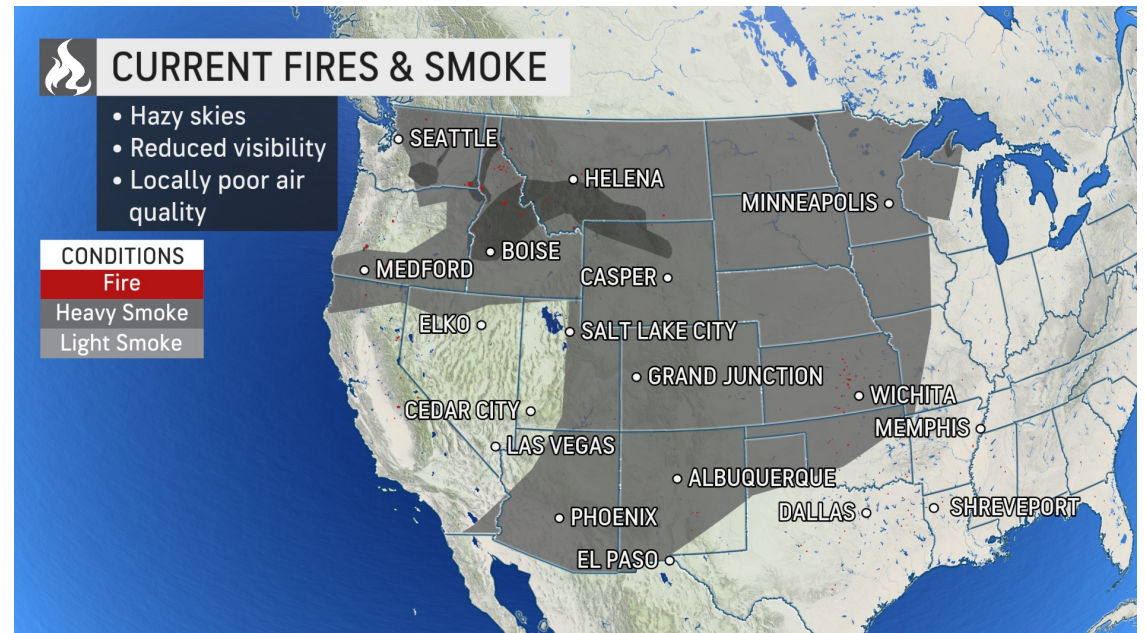 CURRENT FIRES & SMOKE
• Hazy skies
• Reduced visibility
• Locally poor air
quality
CONDITIONS
Fire
Heavy Smoke
Light Smoke
SEATTLE
HELENA
MINNEAPOLIS
BOISE
MEDFORD
CASPER
ELKO
SALT LAKE CITY
GRAND JUNCTION
WICHITA
CEDAR CITY
MEMPHIS
LAS VEGAS
ALBUQUERQUE
DALLAS
SHREVEPORT
PHOENIX
EL PASO